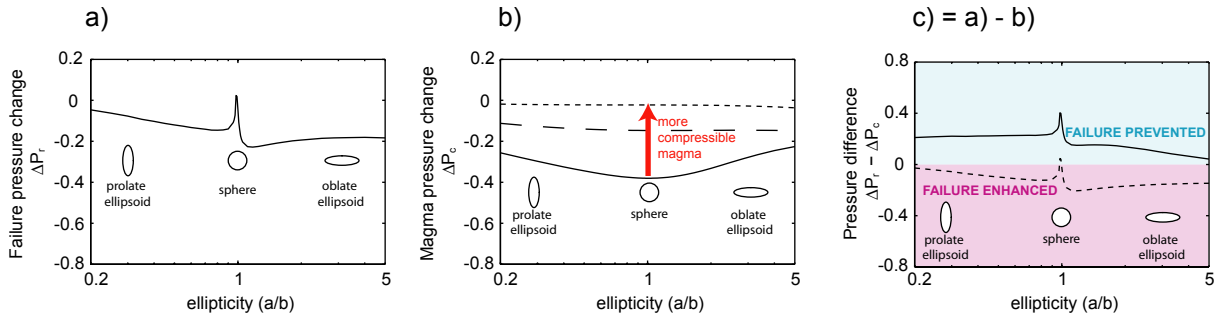 a)
Failure pressure change
ΔPr
0.2
0
-0.2
-0.4
-0.6
-0.8
prolate
ellipsoid
sphere
oblate
ellipsoid
0.2
1
5
ellipticity (a/b)
b)
Magma pressure change
ΔPc
0.2
0
-0.2
-0.4
-0.6
-0.8
more
compressible
magma
prolate
ellipsoid
sphere
oblate
ellipsoid
0.2
1
5
ellipticity (a/b)
c) = a) - b)
Pressure difference
ΔPr − ΔPc
0.8
0.4
0
-0.4
-0.8
FAILURE PREVENTED
FAILURE ENHANCED
prolate
ellipsoid
sphere
oblate
ellipsoid
0.2
1
5
ellipticity (a/b)